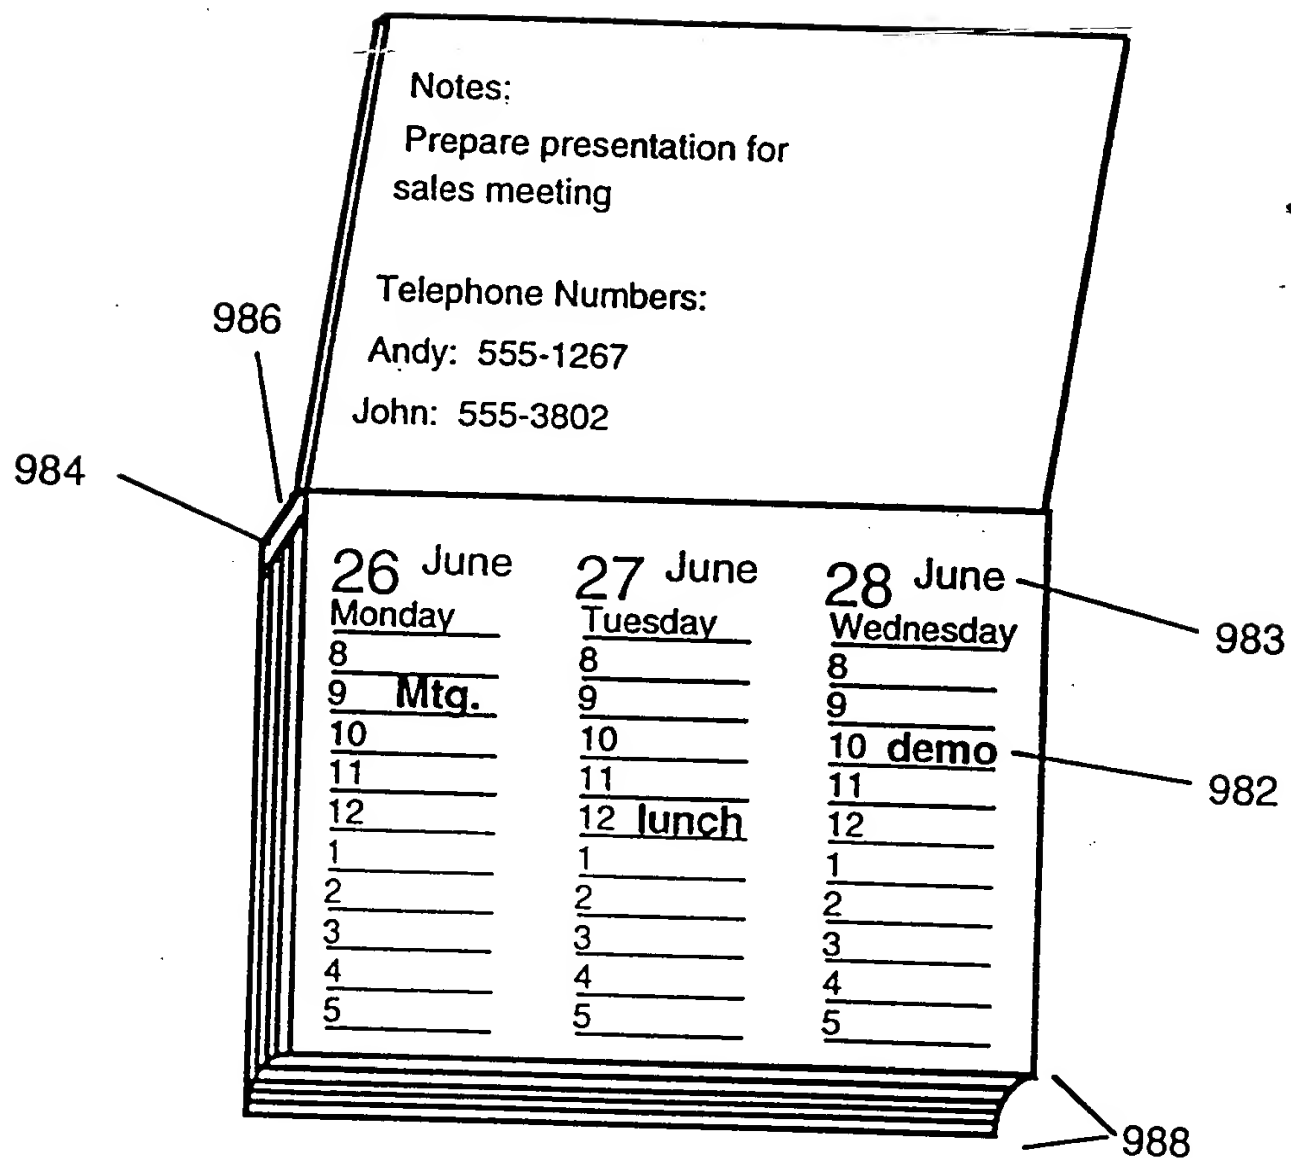 Notes:
Prepare presentation for
sales meeting
Telephone Numbers:
986
Andy: 555-1267
John: 555-3802
984
26 June 27 June 28 June
983
Monday Tuesday Wednesday
8 8 8
9 Mtg. 9 9
10 10 10 demo
982
11 11 11
12 12 lunch 12
1 1 1
2 2 2
3 3 3
4 4 4
5 5 5
988